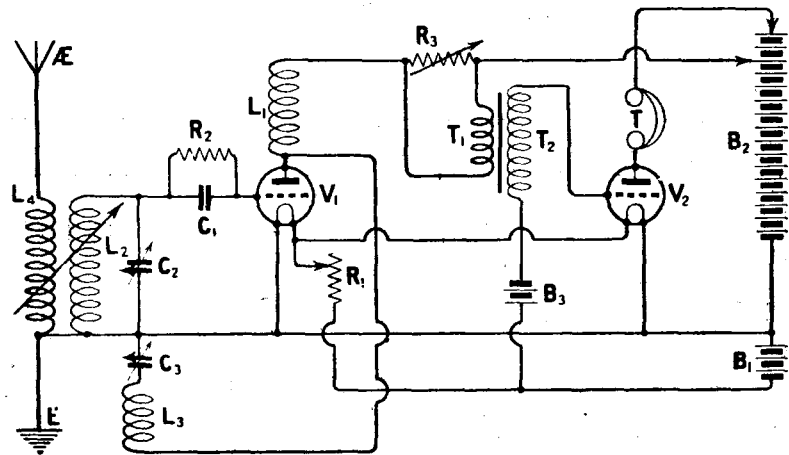 Æ
R₃
L₁
T₁
T₂
T
B₂
R₂
V₁
V₂
L₄
L₂
C₁
C₂
R₁
B₃
C₃
B₁
E
L₃